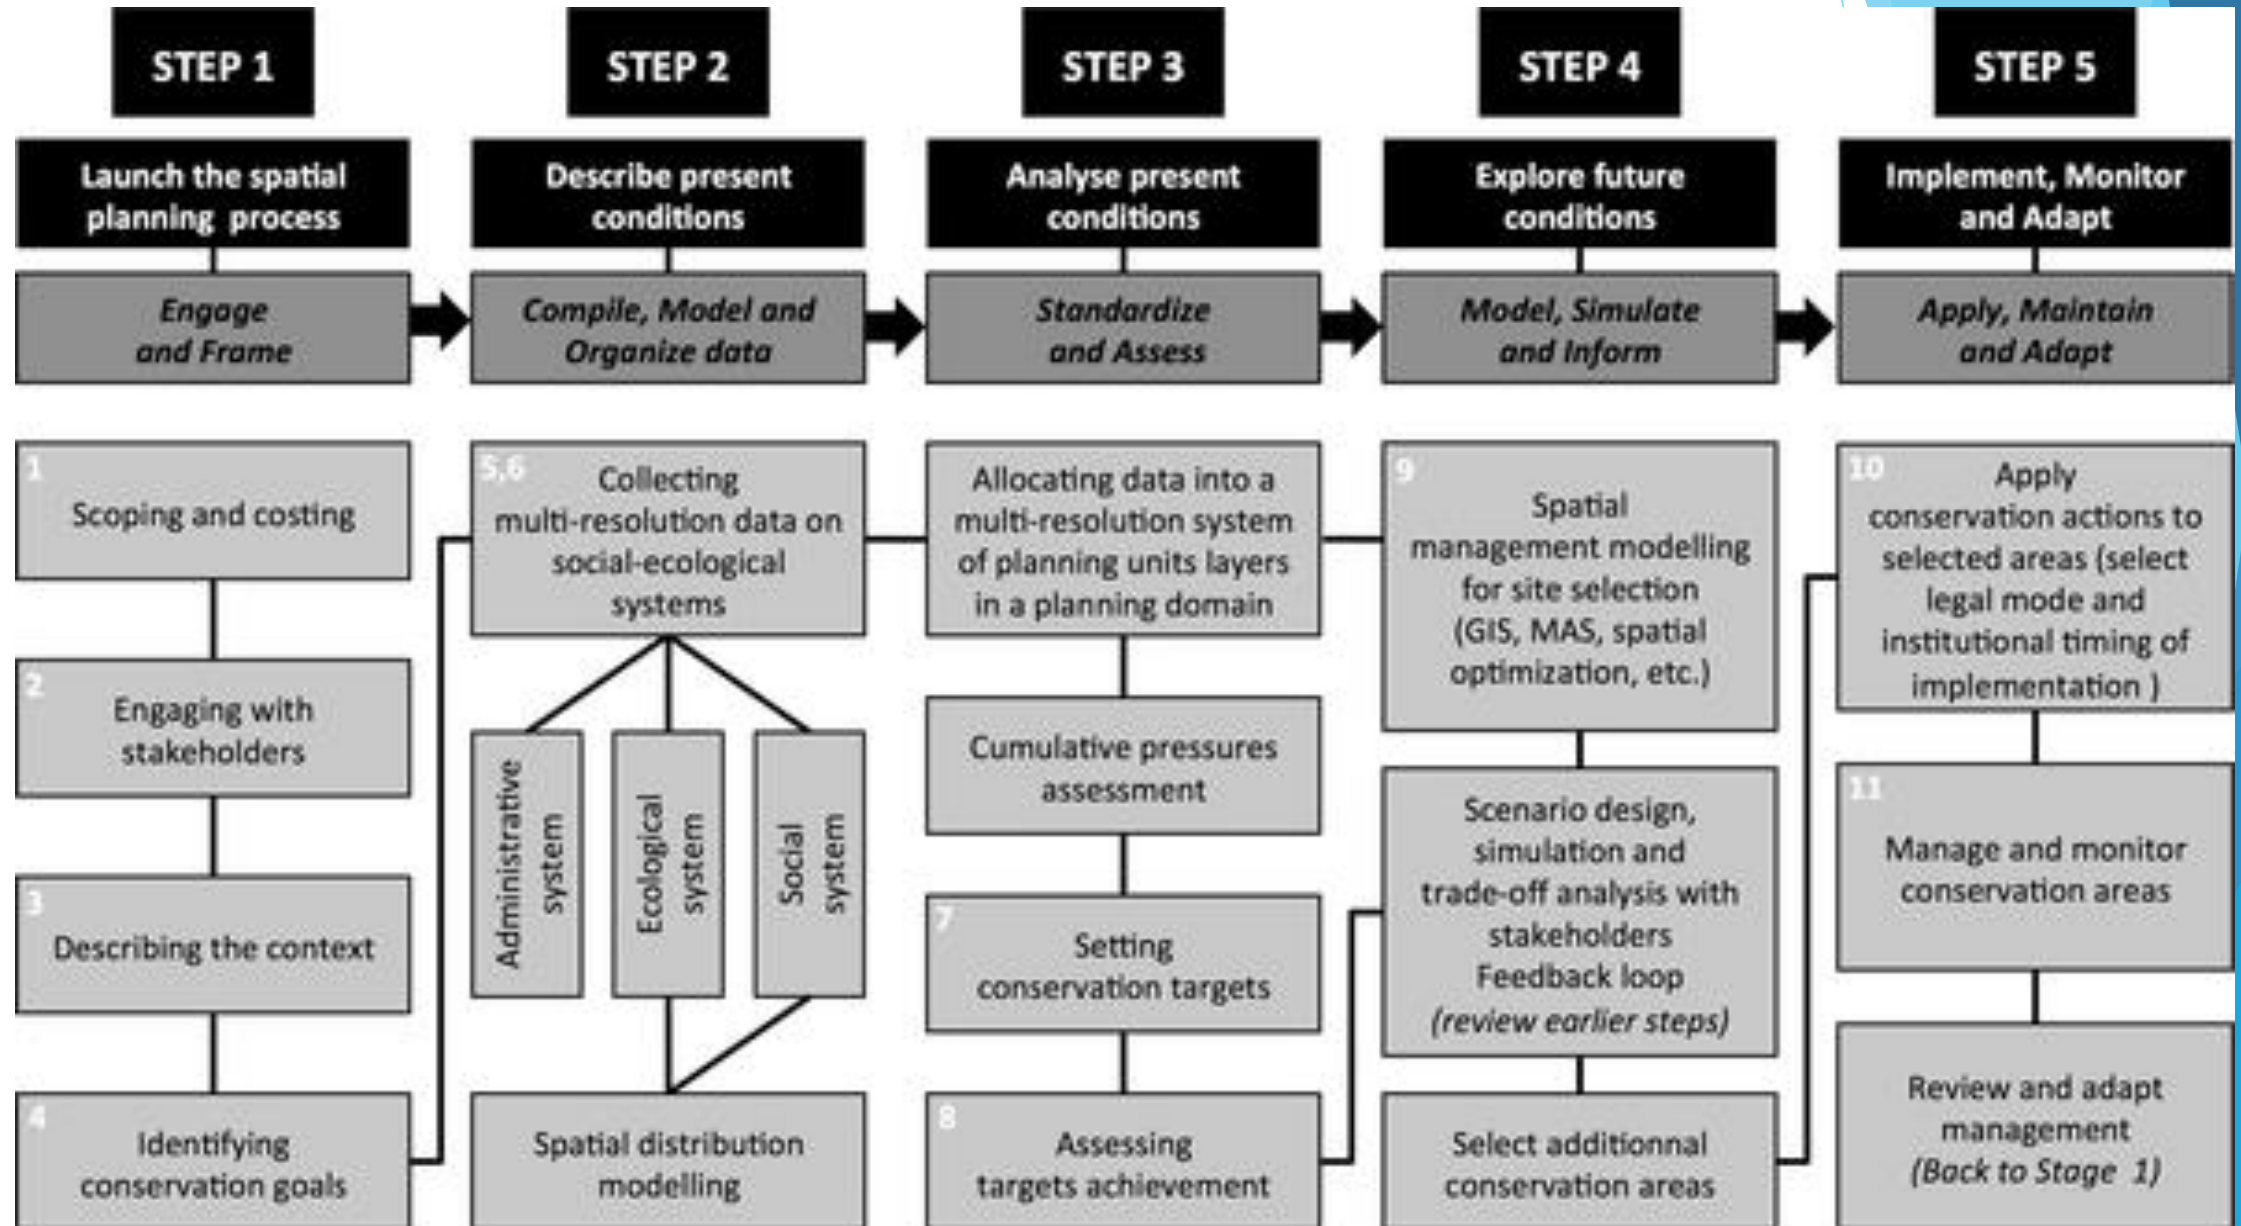 STEP 1
STEP 2
STEP 3
STEP 4
STEP 5
Launch the spatial
planning process
Describe present
conditions
Analyse present
conditions
Explore future
conditions
Implement, Monitor
and Adapt
Engage
and Frame
Compile, Model and
Organize data
Standardize
and Assess
Model, Simulate
and Inform
Apply, Maintain
and Adapt
1
Scoping and costing
2
Engaging with
stakeholders
3
Describing the context
4
Identifying
conservation goals
5,6
Collecting
multi-resolution data on
social-ecological
systems
Administrative
system
Ecological
system
Social
system
Spatial distribution
modelling
Allocating data into a
multi-resolution system
of planning units layers
in a planning domain
Cumulative pressures
assessment
7
Setting
conservation targets
8
Assessing
targets achievement
9
Spatial
management modelling
for site selection
(GIS, MAS, spatial
optimization, etc.)
Scenario design,
simulation and
trade-off analysis with
stakeholders
Feedback loop
(review earlier steps)
Select additionnal
conservation areas
10
Apply
conservation actions to
selected areas (select
legal mode and
institutional timing of
implementation )
11
Manage and monitor
conservation areas
Review and adapt
management
(Back to Stage 1)